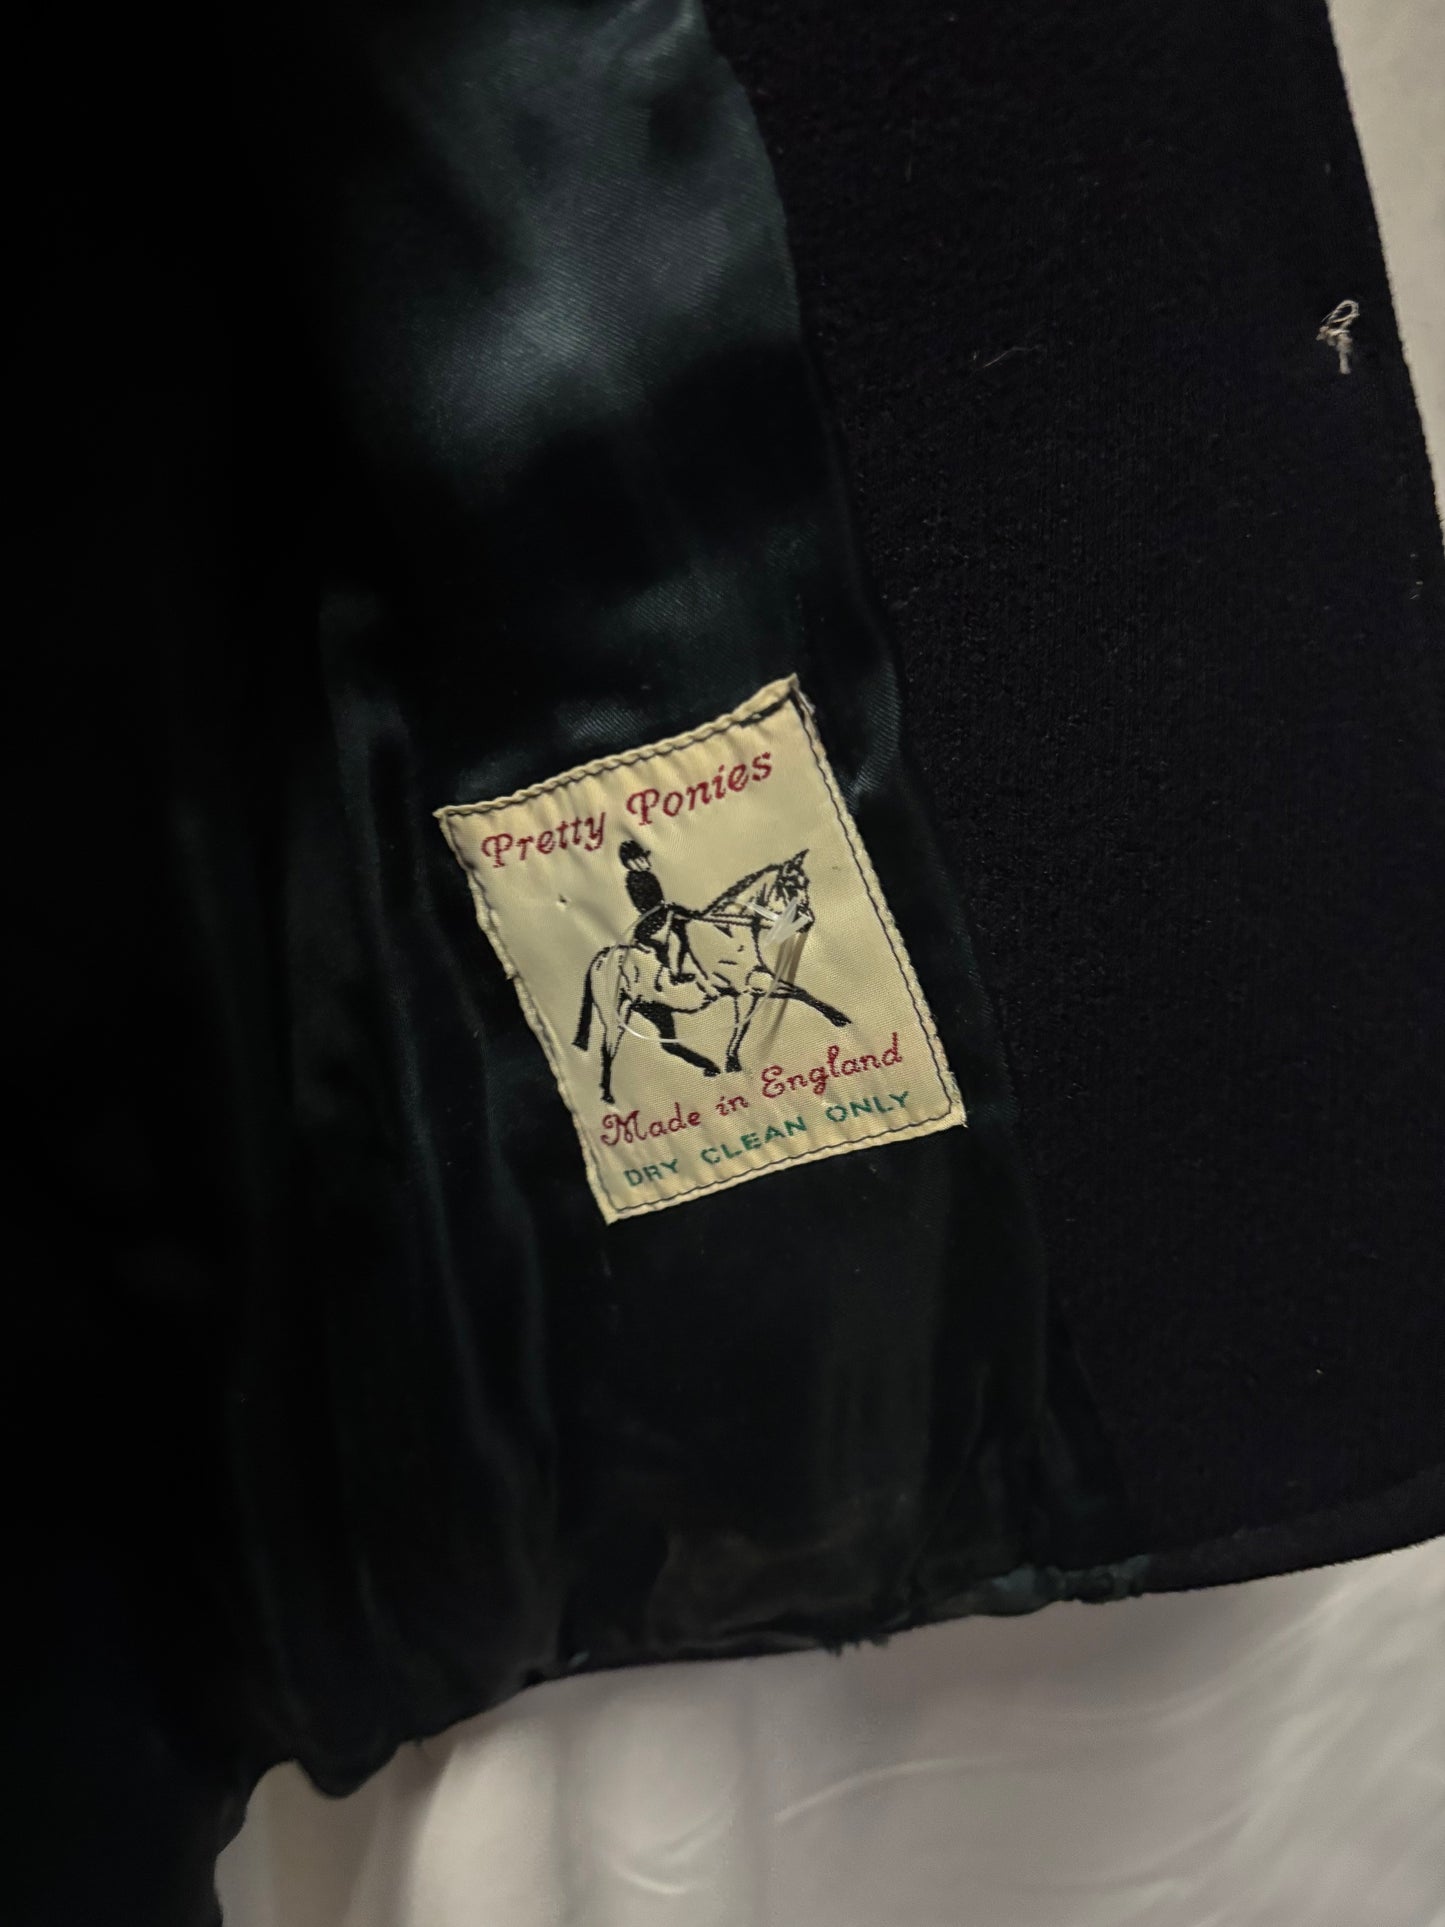 Pretty Ponies
Made in England
DRY CLEAN ONLY